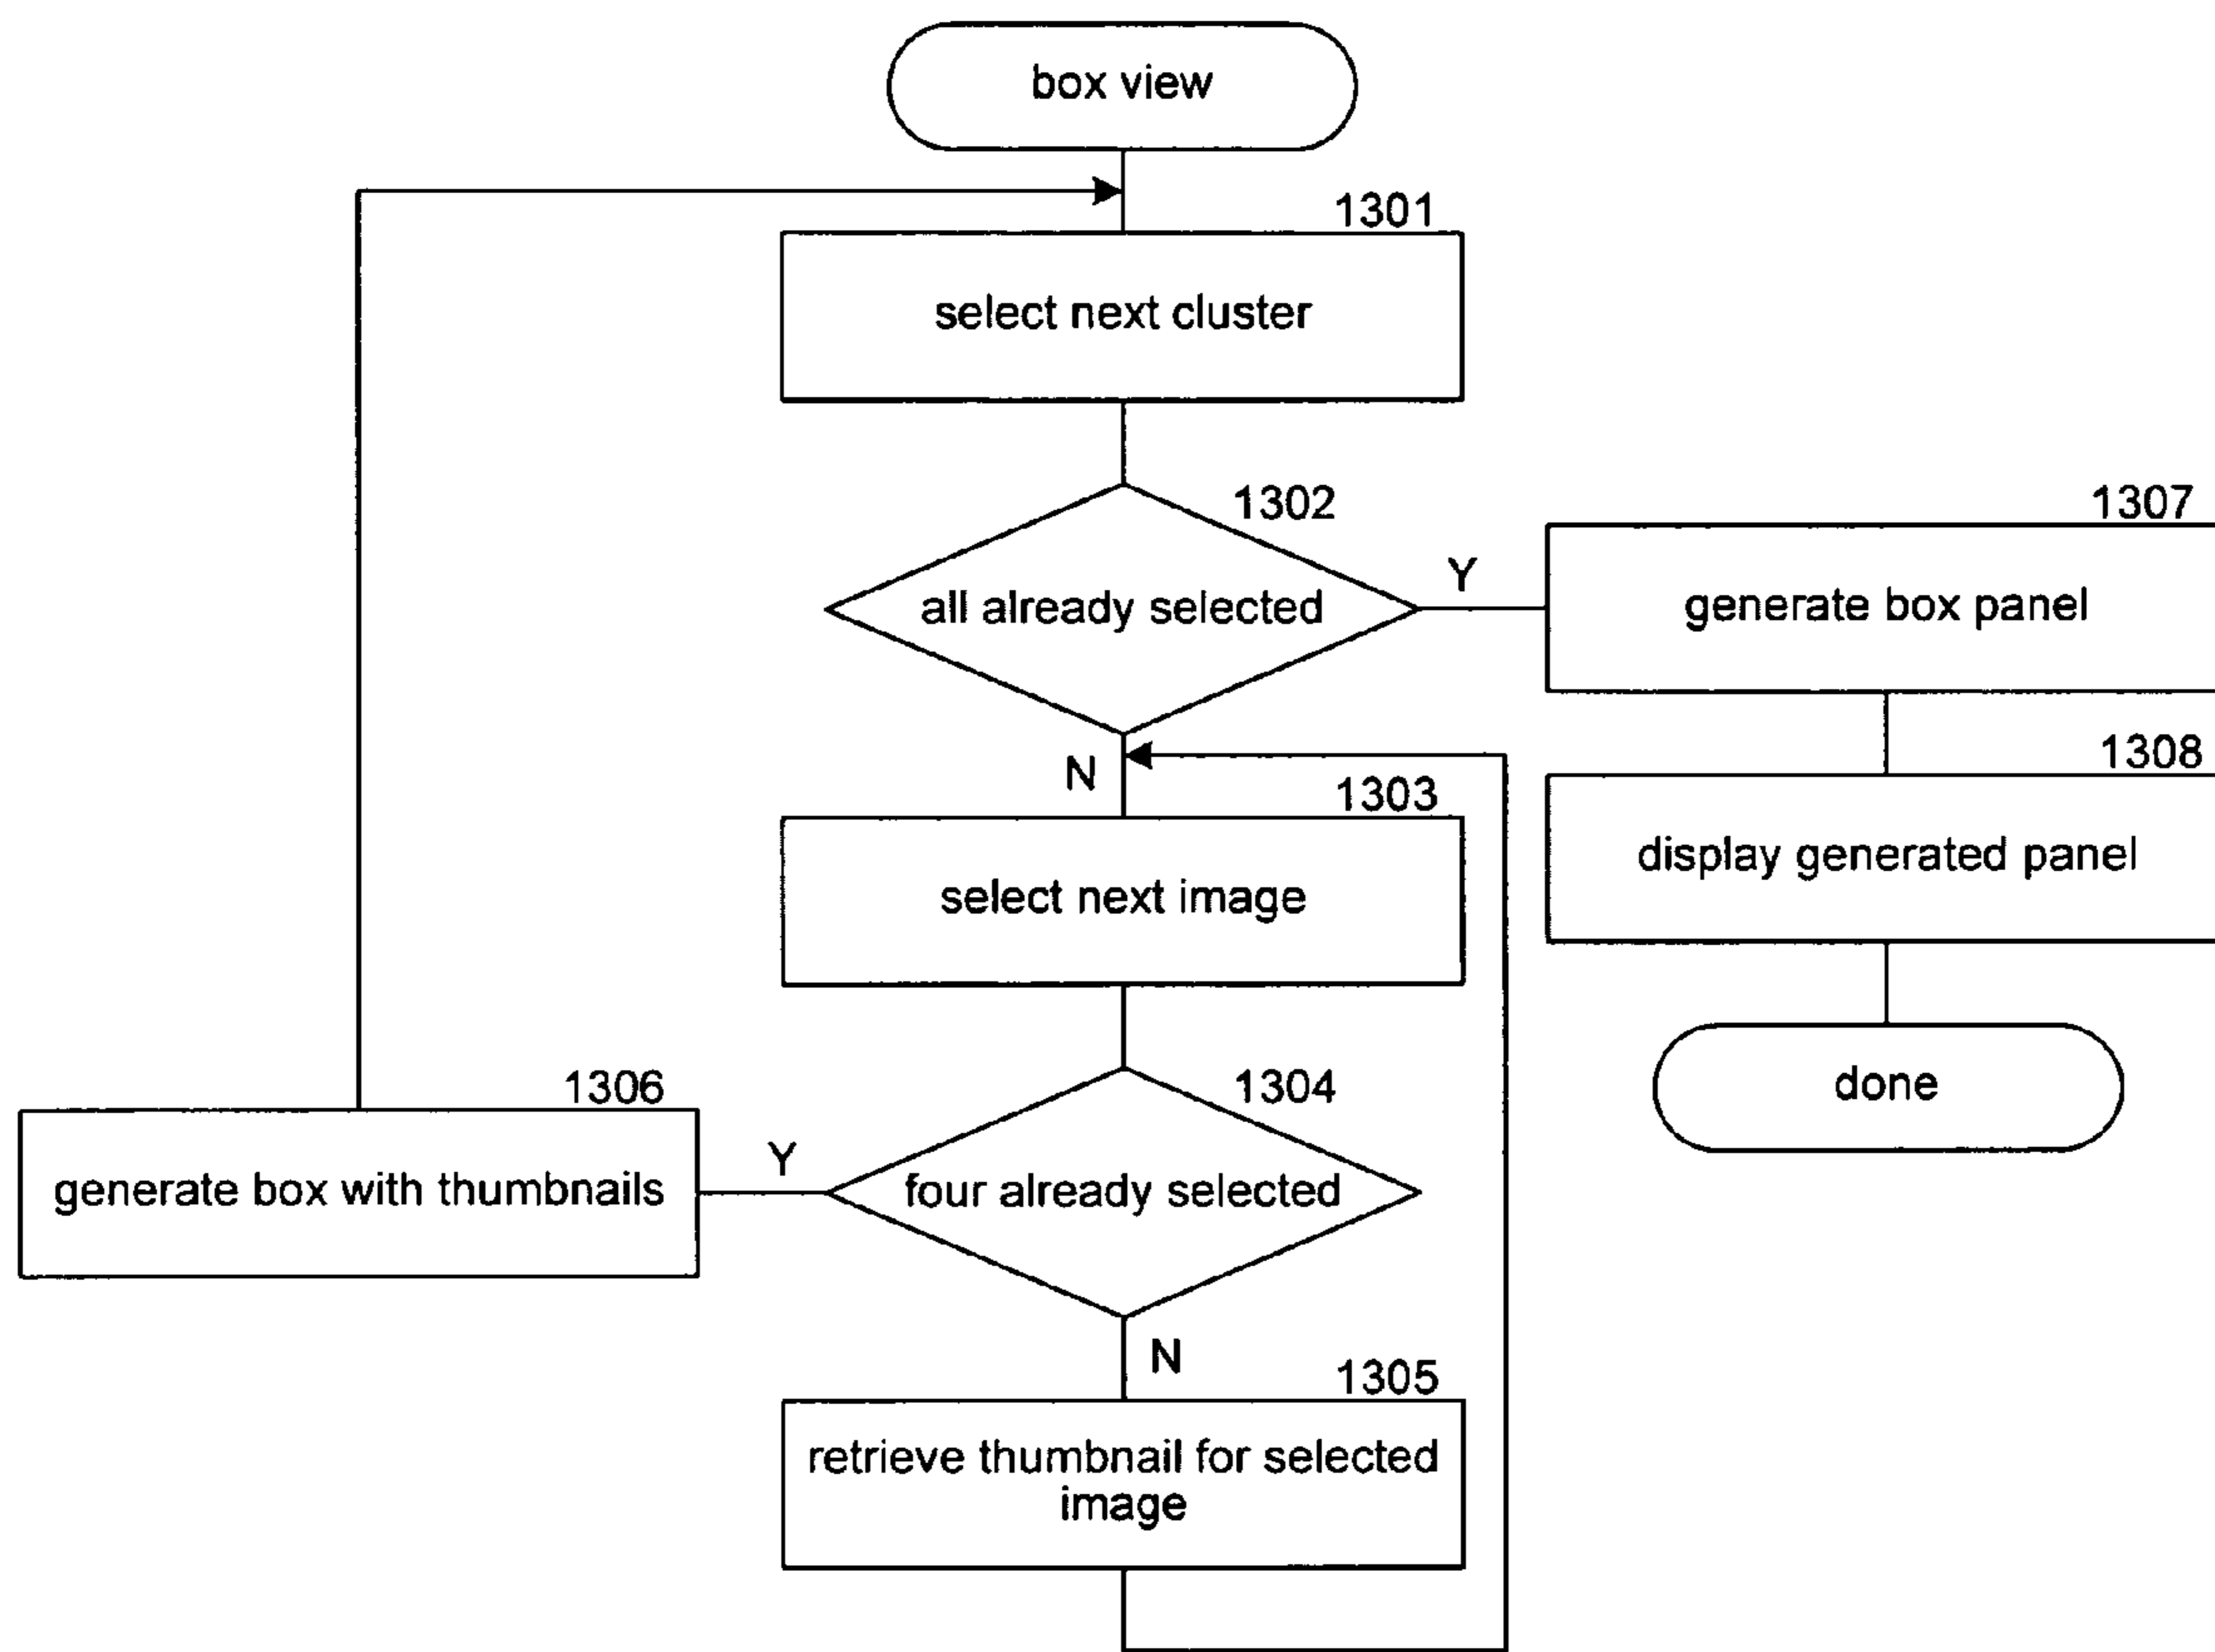 box view
1301
select next cluster
1302
all already selected
Y
1307
generate box panel
N
1303
select next image
1308
display generated panel
1304
four already selected
Y
1306
generate box with thumbnails
done
N
1305
retrieve thumbnail for selected
image